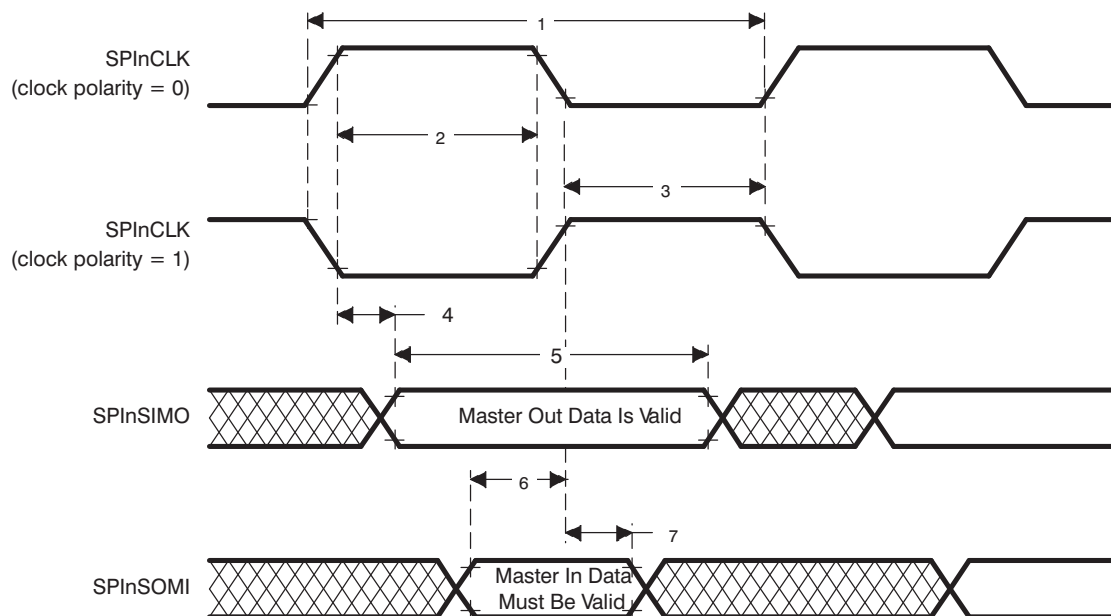 1
SPInCLK
(clock polarity = 0)
2
3
SPInCLK
(clock polarity = 1)
4
5
SPInSIMO
Master Out Data Is Valid
6
7
SPInSOMI
Master In Data
Must Be Valid